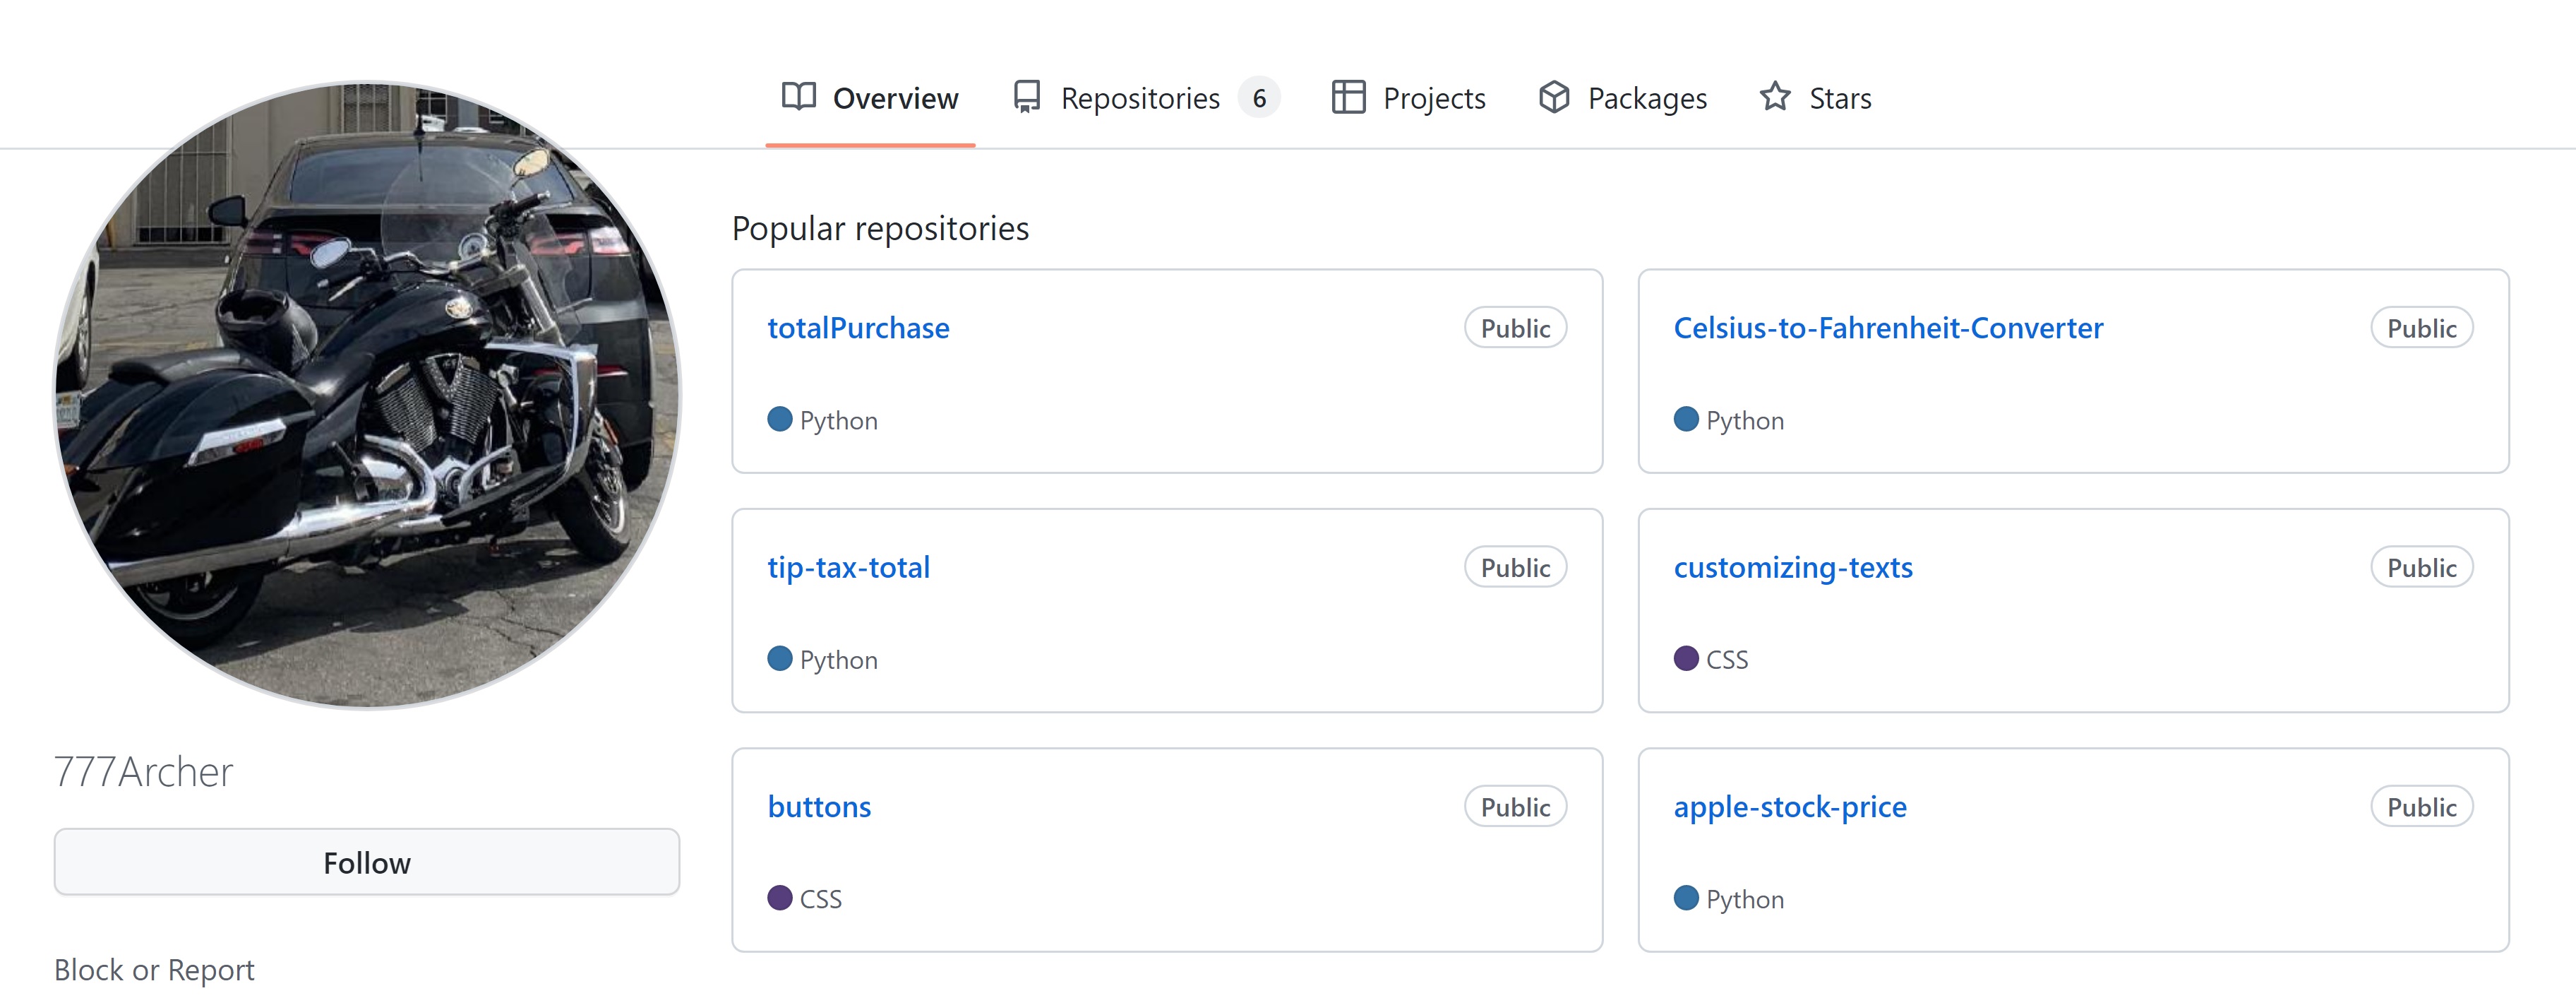 Overview
Repositories 6
Projects
Packages
Stars
777Archer
Follow
Block or Report
Popular repositories
totalPurchase
Public
Python
Celsius-to-Fahrenheit-Converter
Public
Python
tip-tax-total
Public
Python
customizing-texts
Public
CSS
buttons
Public
CSS
apple-stock-price
Public
Python